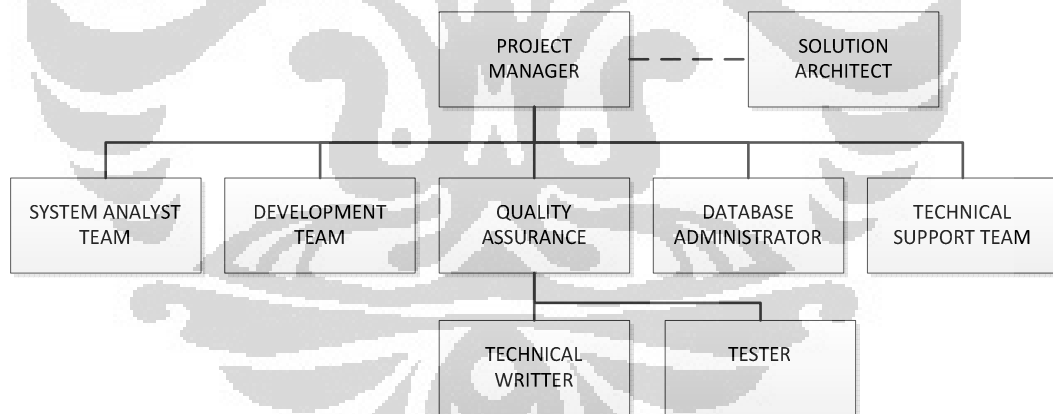 PROJECT
MANAGER
SOLUTION
ARCHITECT
SYSTEM ANALYST
TEAM
DEVELOPMENT
TEAM
QUALITY
ASSURANCE
DATABASE
ADMINISTRATOR
TECHNICAL
SUPPORT TEAM
TECHNICAL
WRITTER
TESTER